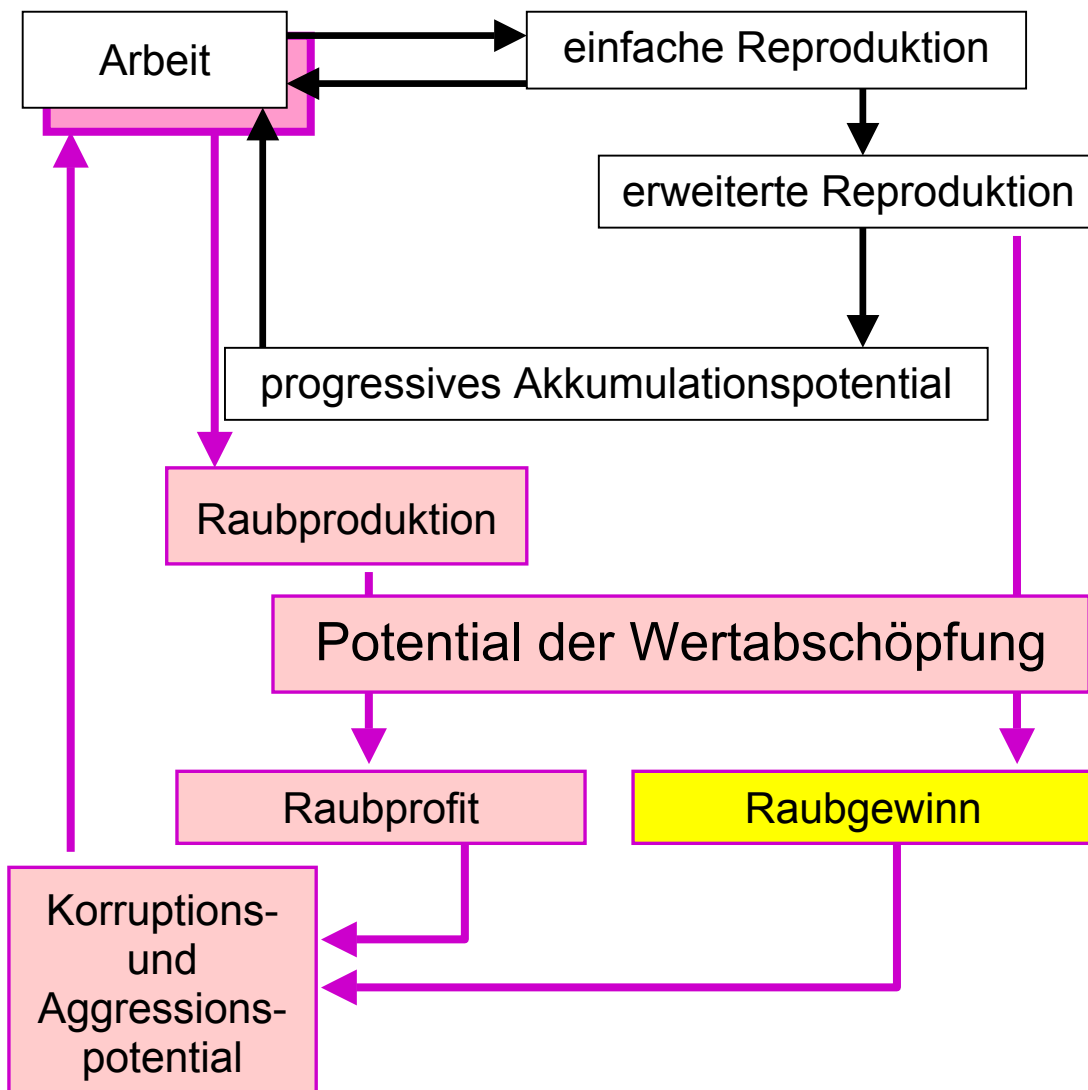 Arbeit
einfache Reproduktion
erweiterte Reproduktion
progressives Akkumulationspotential
Raubproduktion
Potential der Wertabschöpfung
Raubprofit
Raubgewinn
Korruptions-
und
Aggressions-
potential